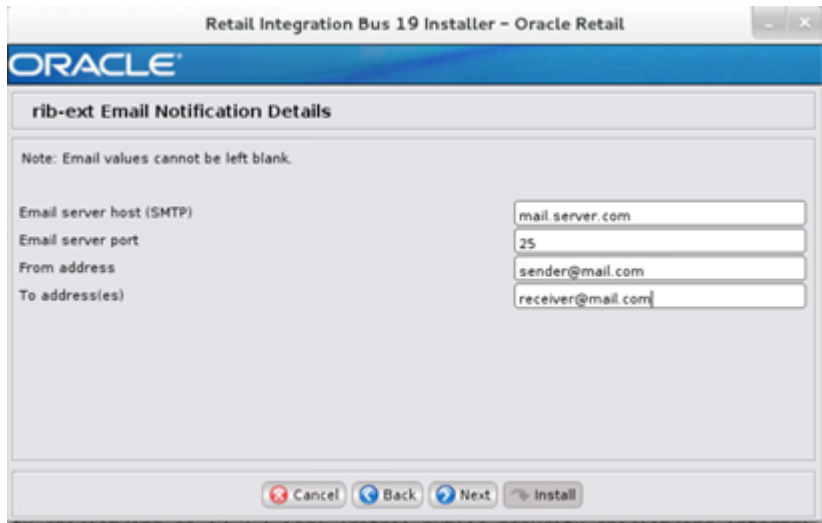 Retail Integration Bus 19 Installer – Oracle Retail
ORACLE
rib-ext Email Notification Details
Note: Email values cannot be left blank.
Email server host (SMTP) mail.server.com
Email server port 25
From address sender@mail.com
To address(es) receiver@mail.com
Cancel Back Next Install